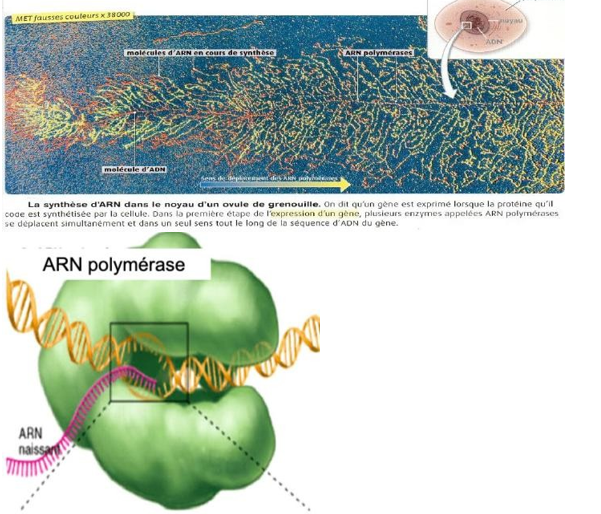 MET fausses couleurs x 38000
noyau
ADN
molécules d'ARN en cours de synthèse
ARN polymérases
molécule d'ADN
Sens de déplacement des ARN polymérases
La synthèse d'ARN dans le noyau d'un ovule de grenouille. On dit qu'un gène est exprimé lorsque la protéine qu'il
code est synthétisée par la cellule. Dans la première étape de l'expression d'un gène, plusieurs enzymes appelées ARN polymérases
se déplacent simultanément et dans un seul sens tout le long de la séquence d'ADN du gène.
ARN polymérase
ARN
naissant